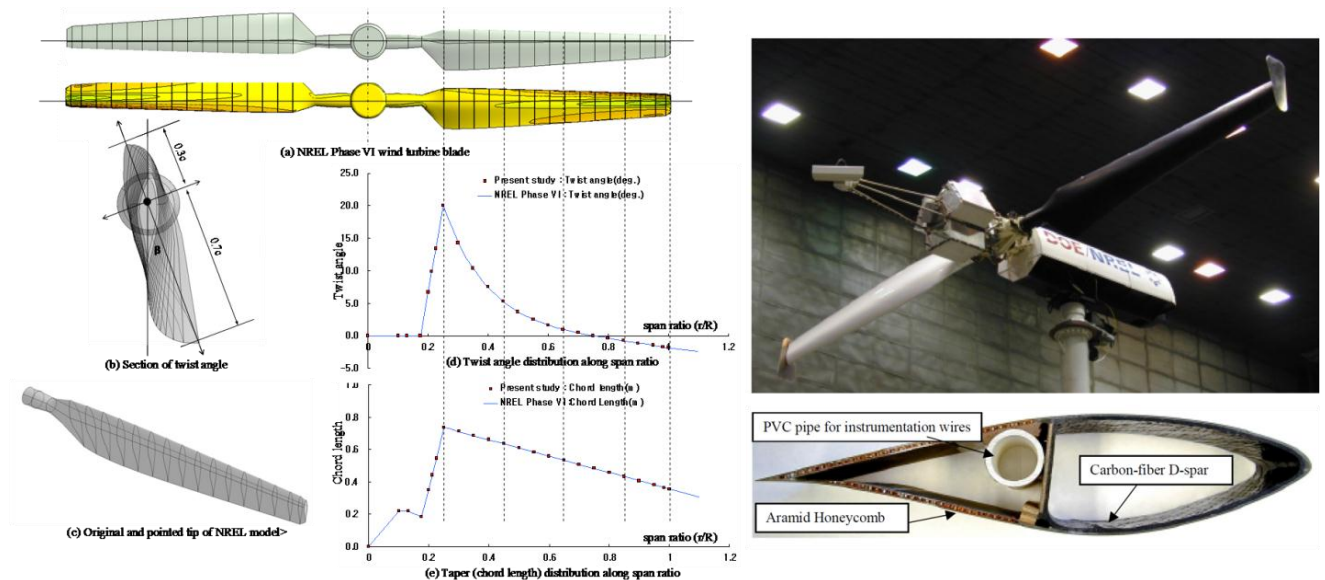 (a) NREL Phase VI wind turbine blade
0.3c
0.7c
β
(b) Section of twist angle
(c) Original and pointed tip of NREL model>
25.0
20.0
15.0
10.0
5.0
0.0
-5.0
Twist angle
Present study : Twist angle(deg.)
NREL Phase VI : Twist angle(deg.)
span ratio (r/R)
0
0.2
0.4
0.6
0.8
1
1.2
(d) Twist angle distribution along span ratio
1.0
0.8
0.6
0.4
0.2
0.0
Chord length
Present study : Chord length(m)
NREL Phase VI : Chord Length(m)
span ratio (r/R)
0
0.2
0.4
0.6
0.8
1
1.2
(e) Taper (chord length) distribution along span ratio
DOE/NREL
PVC pipe for instrumentation wires
Carbon-fiber D-spar
Aramid Honeycomb